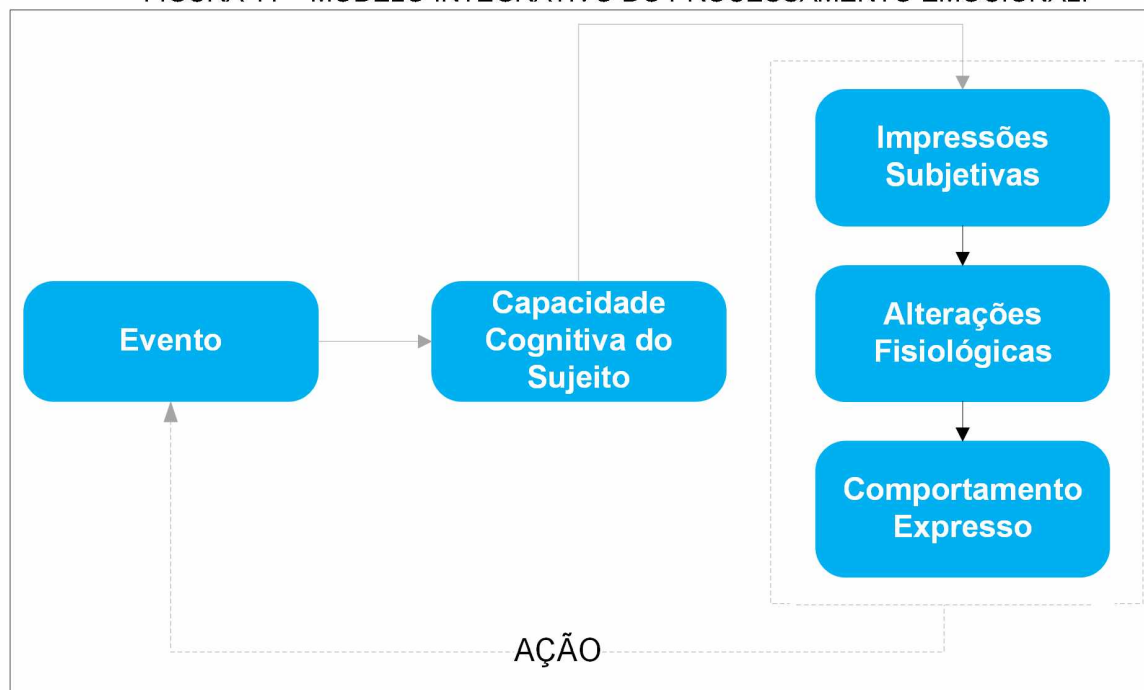 Impressões
Subjetivas
Evento
Capacidade
Cognitiva do
Sujeito
Alterações
Fisiológicas
Comportamento
Expresso
AÇÃO